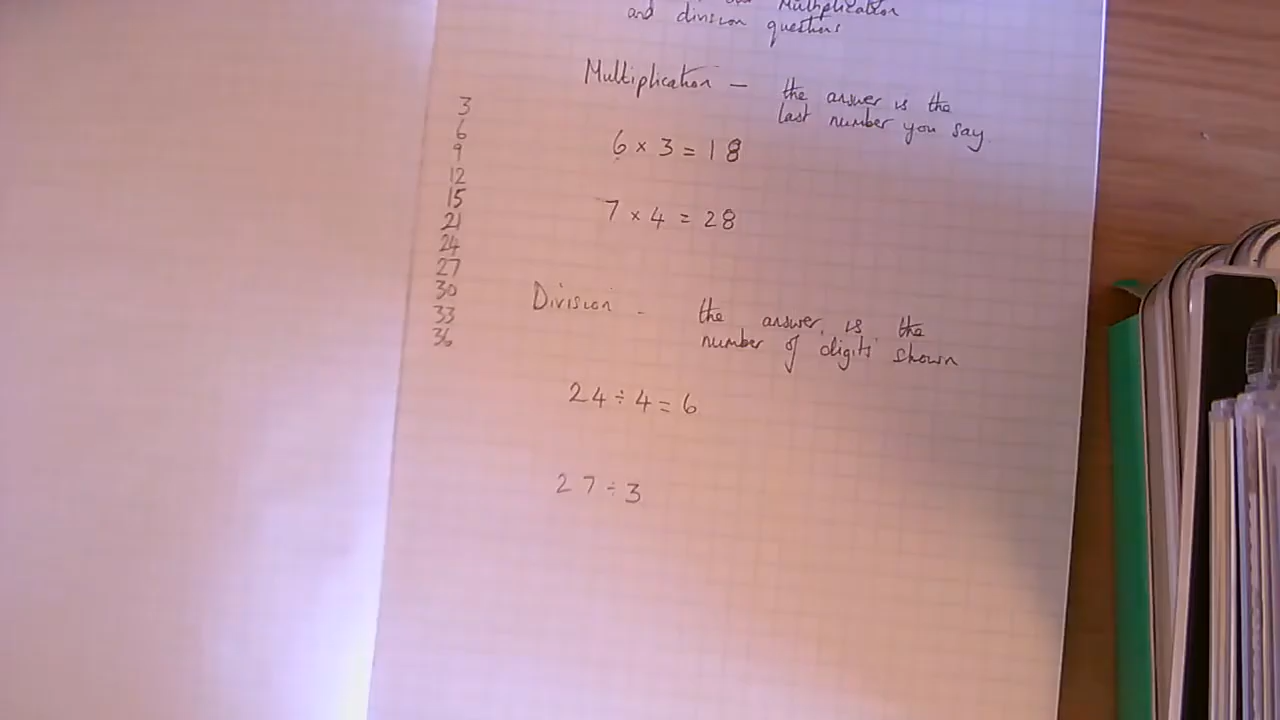 Multiplication
and division questions
Multiplication - the answer is the
last number you say
3
6
9
12
15
21
24
27
30
33
36
6 × 3 = 18
7 × 4 = 28
Division - the answer is the
number of digits shown
24 ÷ 4 = 6
27 ÷ 3